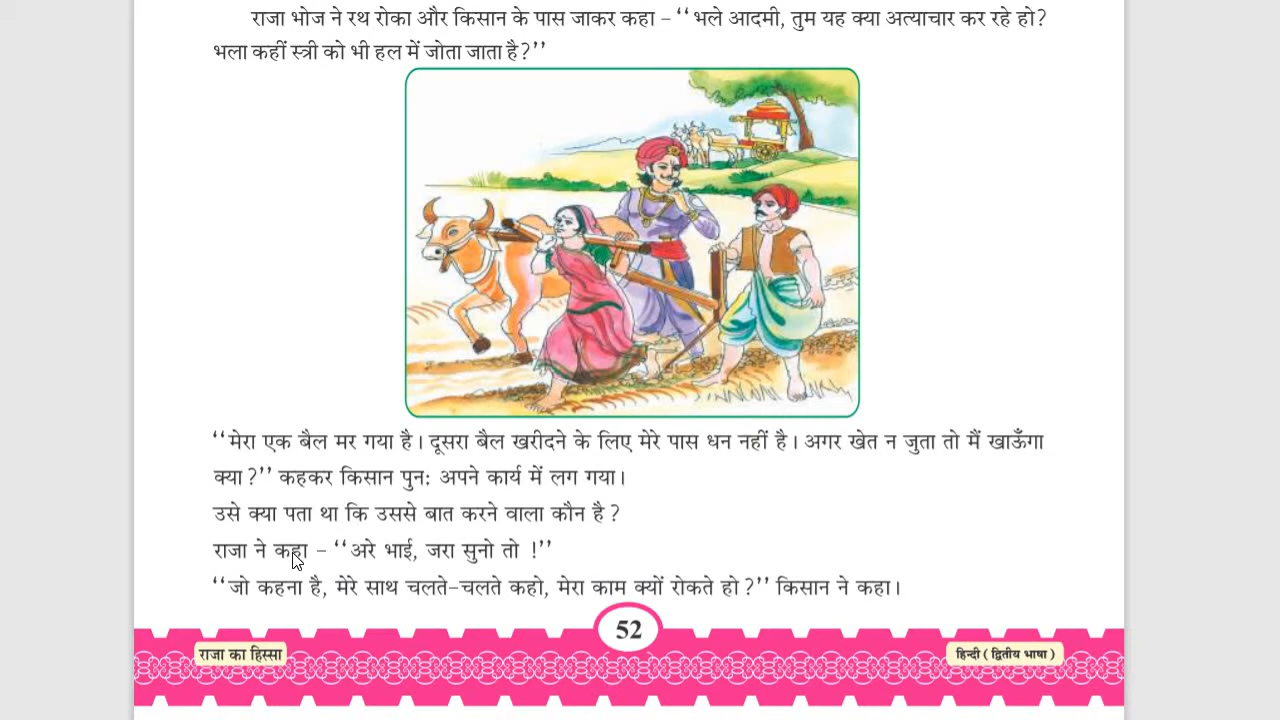 राजा भोज ने रथ रोका और किसान के पास जाकर कहा – ‘‘ भले आदमी, तुम यह क्या अत्याचार कर रहे हो?
भला कहीं स्त्री को भी हल में जोता जाता है?’’
‘‘मेरा एक बैल मर गया है। दूसरा बैल खरीदने के लिए मेरे पास धन नहीं है। अगर खेत न जुता तो मैं खाऊँगा
क्या?’’ कहकर किसान पुनः अपने कार्य में लग गया।
उसे क्या पता था कि उससे बात करने वाला कौन है?
राजा ने कहा – ‘‘अरे भाई, जरा सुनो तो !’’
‘‘जो कहना है, मेरे साथ चलते-चलते कहो, मेरा काम क्यों रोकते हो?’’ किसान ने कहा।
52
राजा का हिस्सा
हिन्दी ( द्वितीय भाषा )